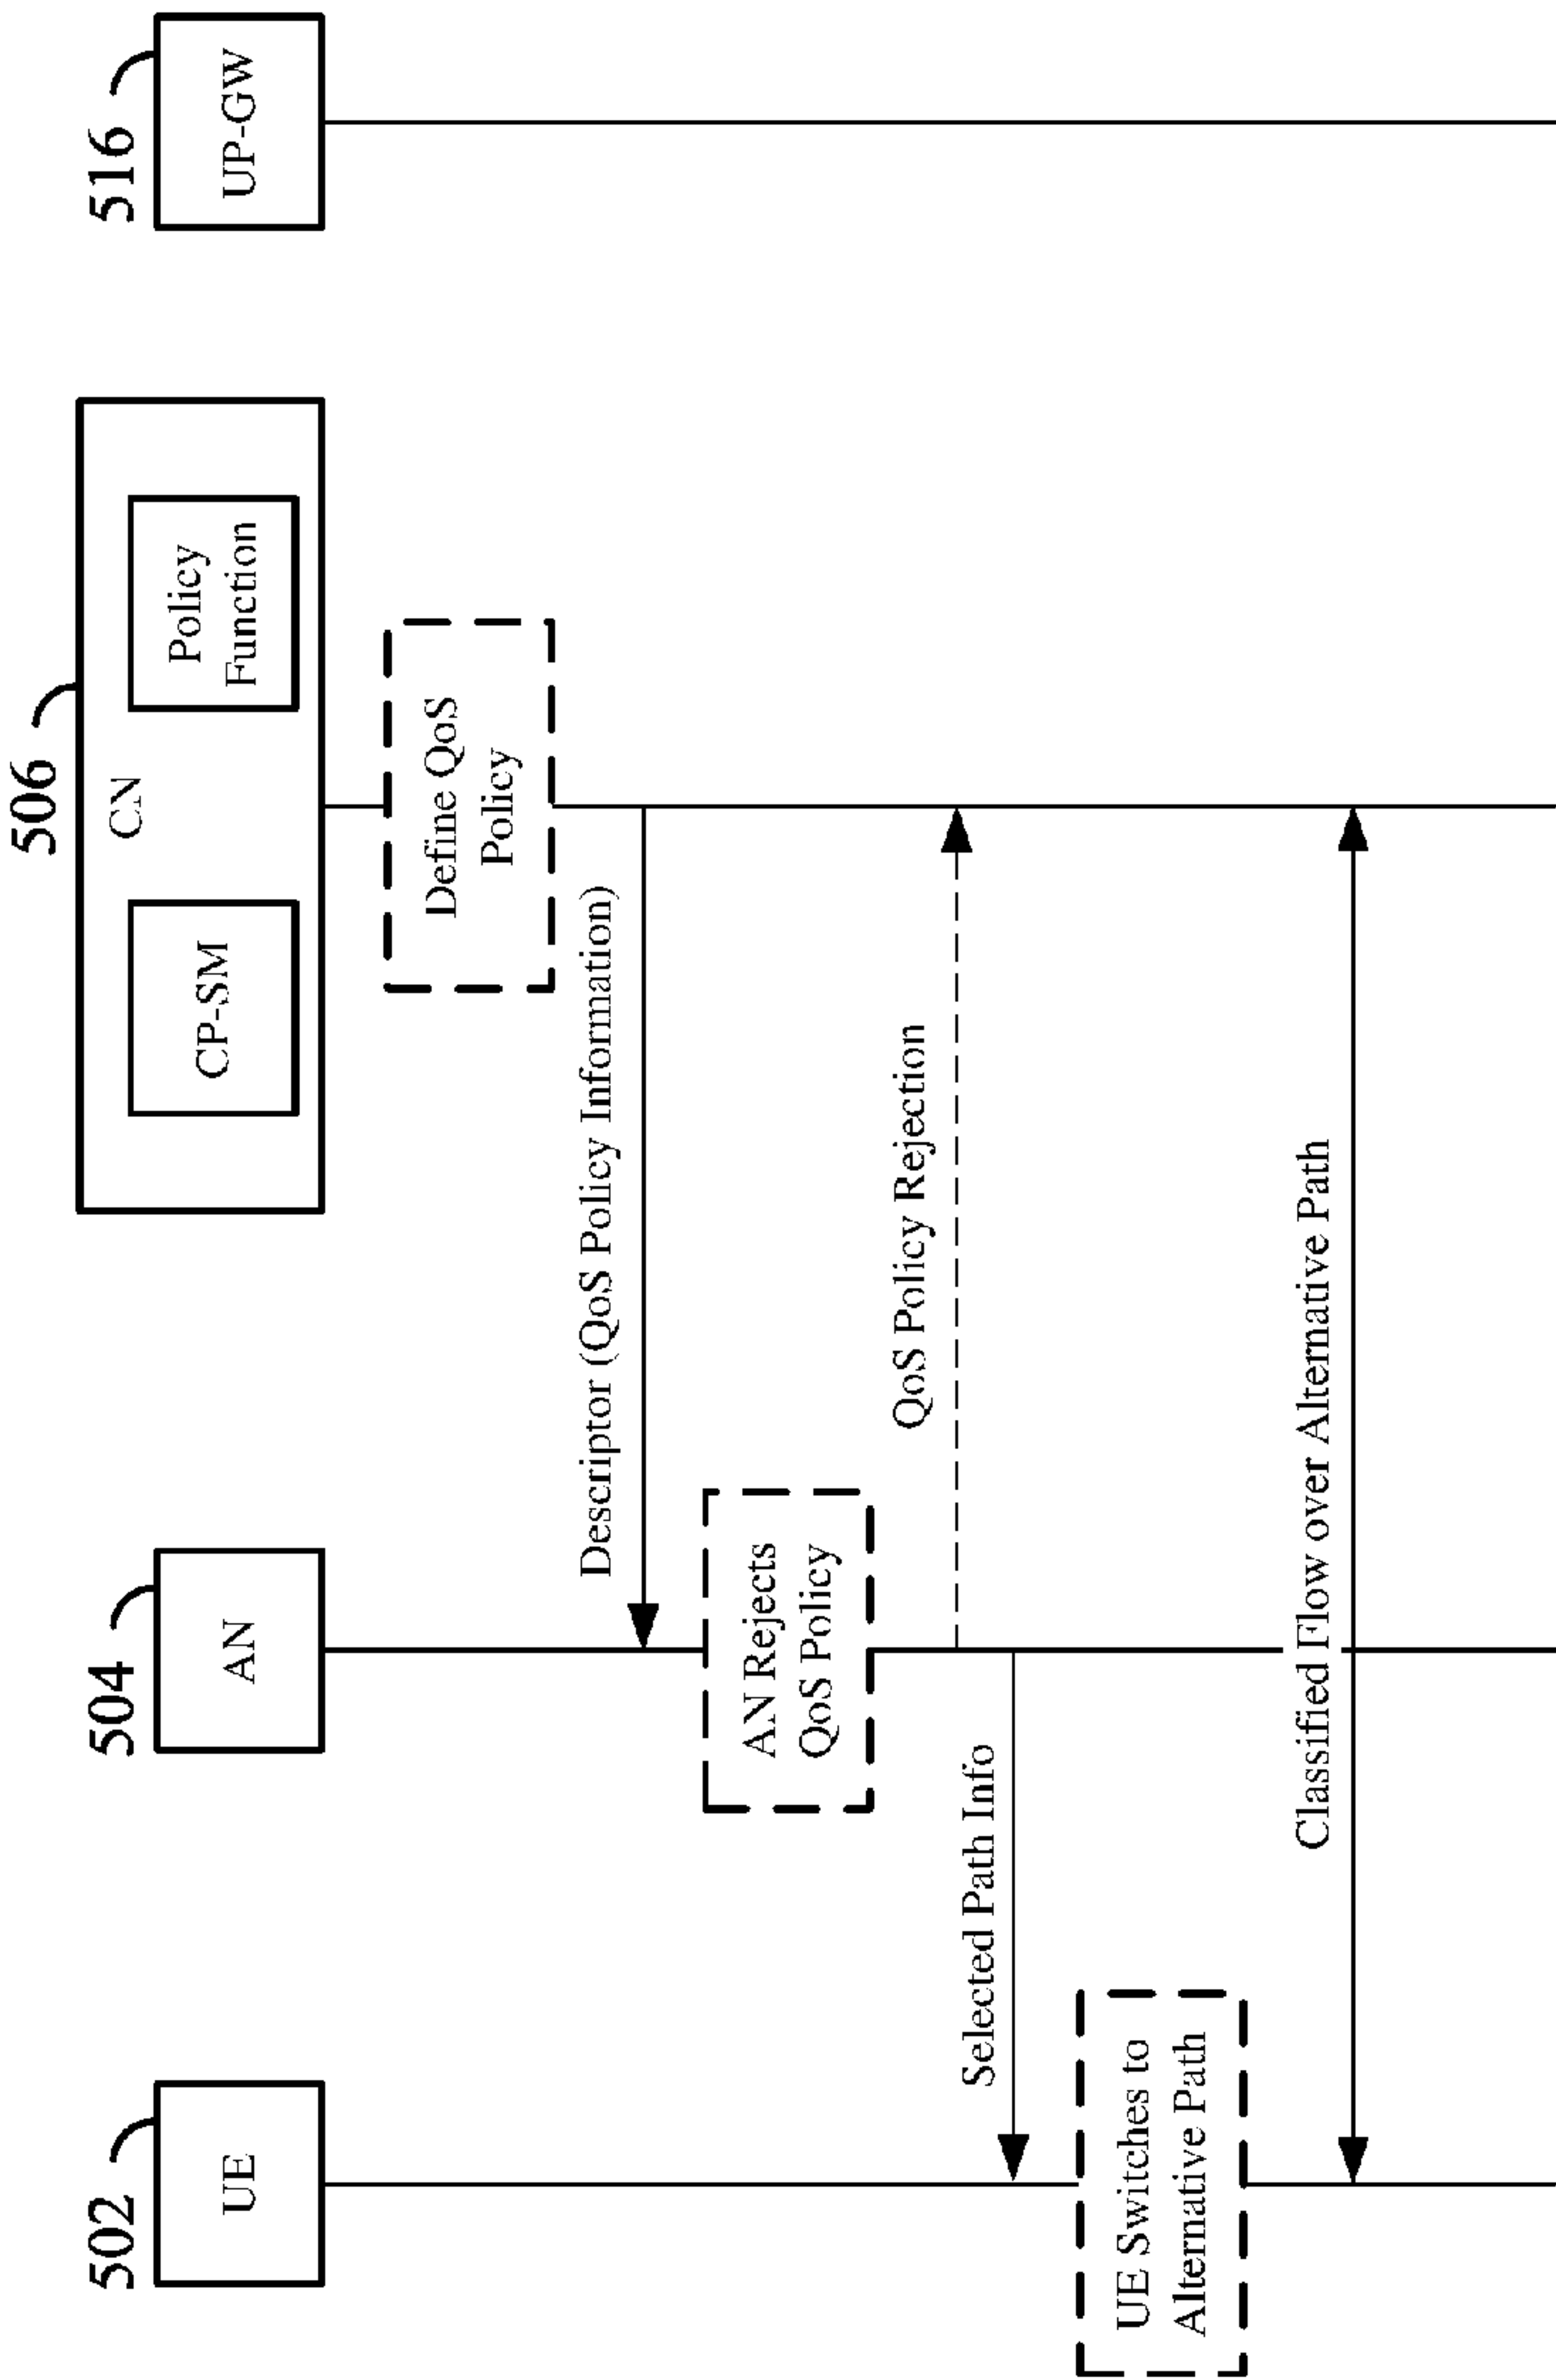 502
504
506
516
UE
AN
CN
CP-SM
Policy
Function
UP-GW
Define QoS
Policy
Descriptor (QoS Policy Information)
AN Rejects
QoS Policy
QoS Policy Rejection
Selected Path Info
UE Switches to
Alternative Path
Classified Flow over Alternative Path